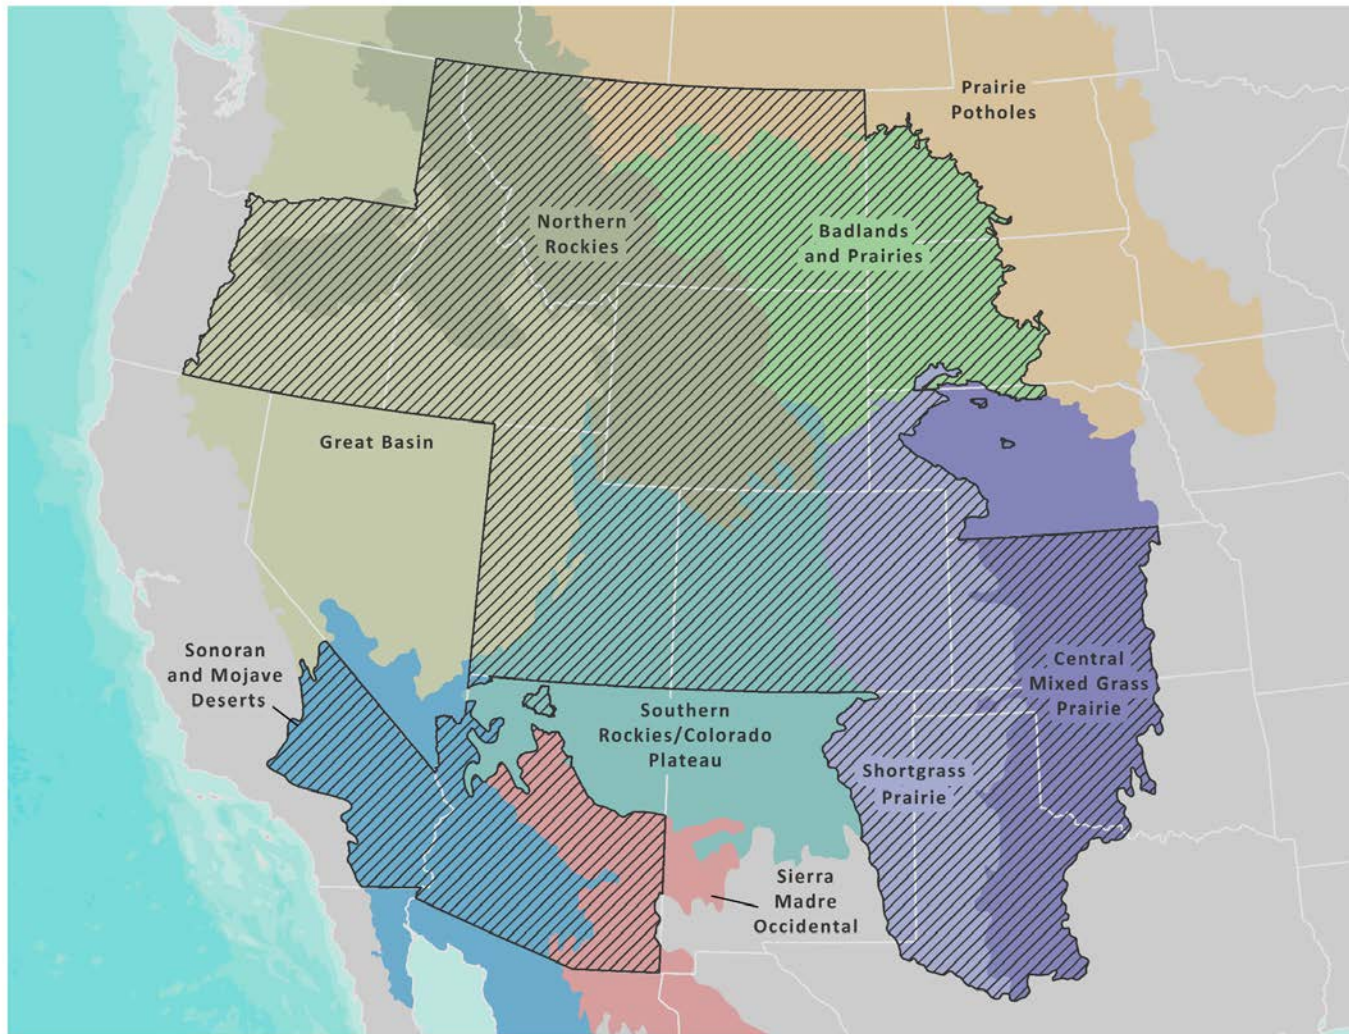 Prairie
Potholes
Northern
Rockies
Badlands
and Prairies
Great Basin
Sonoran
and Mojave
Deserts
Southern
Rockies/Colorado
Plateau
Central
Mixed Grass
Prairie
Shortgrass
Prairie
Sierra
Madre
Occidental